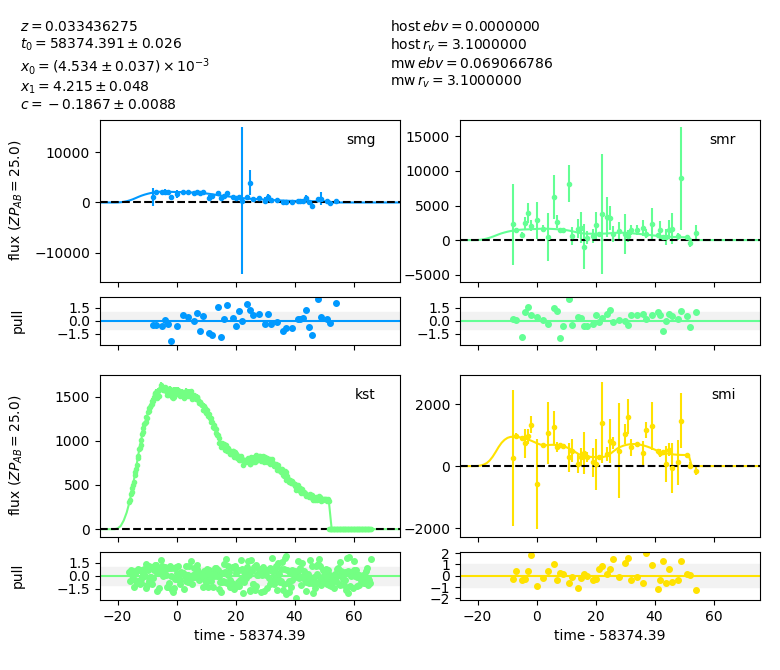 z = 0.033436275
t₀ = 58374.391 ± 0.026
x₀ = (4.534 ± 0.037) × 10⁻³
x₁ = 4.215 ± 0.048
c = −0.1867 ± 0.0088
host ebv = 0.0000000
host r_v = 3.1000000
mw ebv = 0.069066786
mw r_v = 3.1000000
smg
10000
0
−10000
flux (ZP_AB = 25.0)
smr
15000
10000
5000
0
−5000
pull
1.5
0.0
−1.5
1.5
0.0
−1.5
kst
1500
1000
500
0
flux (ZP_AB = 25.0)
smi
2000
0
−2000
pull
1.5
0.0
−1.5
−20 0 20 40 60
time - 58374.39
2
1
0
−1
−2
−20 0 20 40 60
time - 58374.39